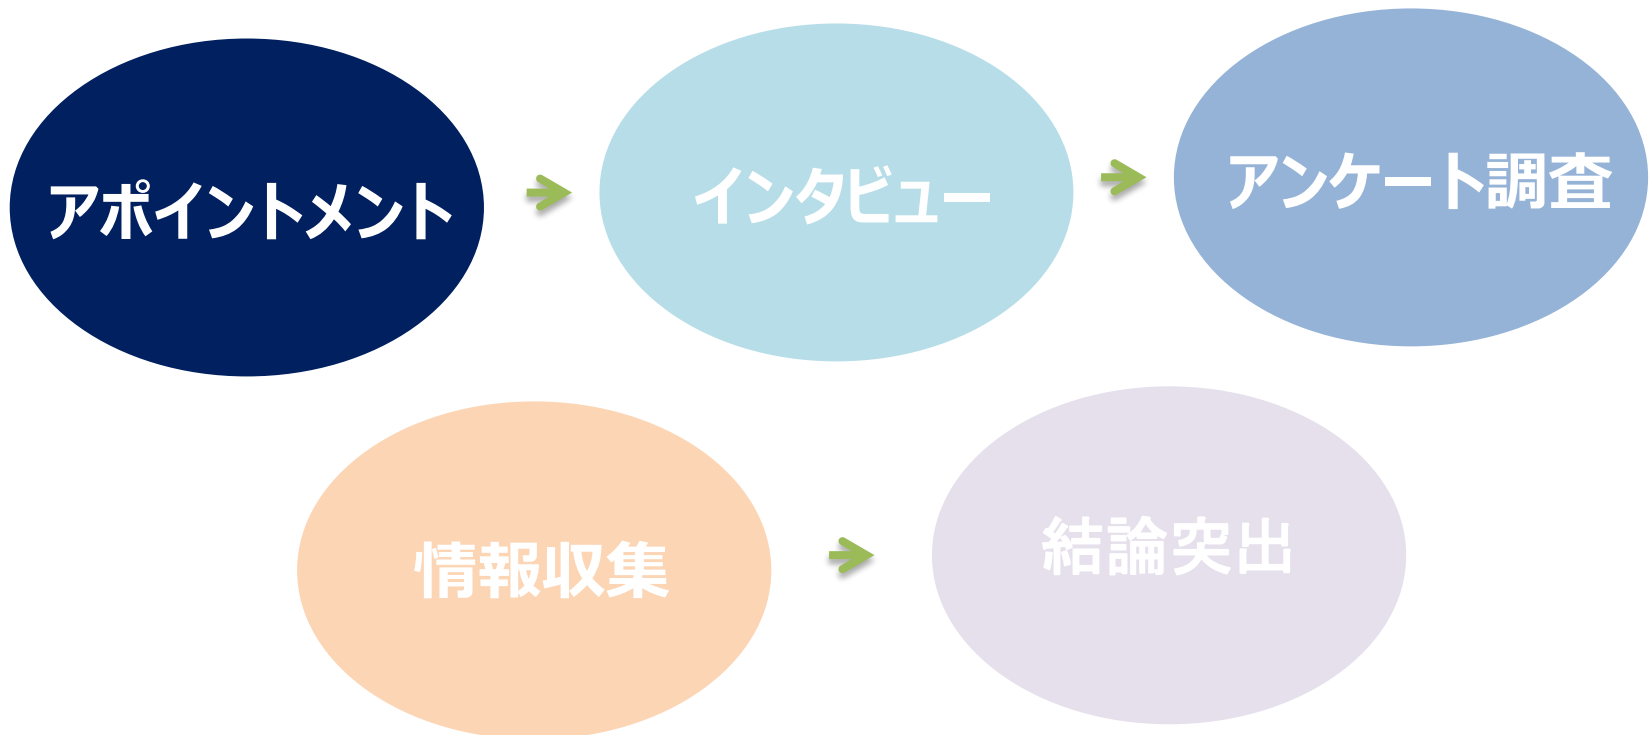 アポイントメント
インタビュー
アンケート調査
情報収集
結論突出